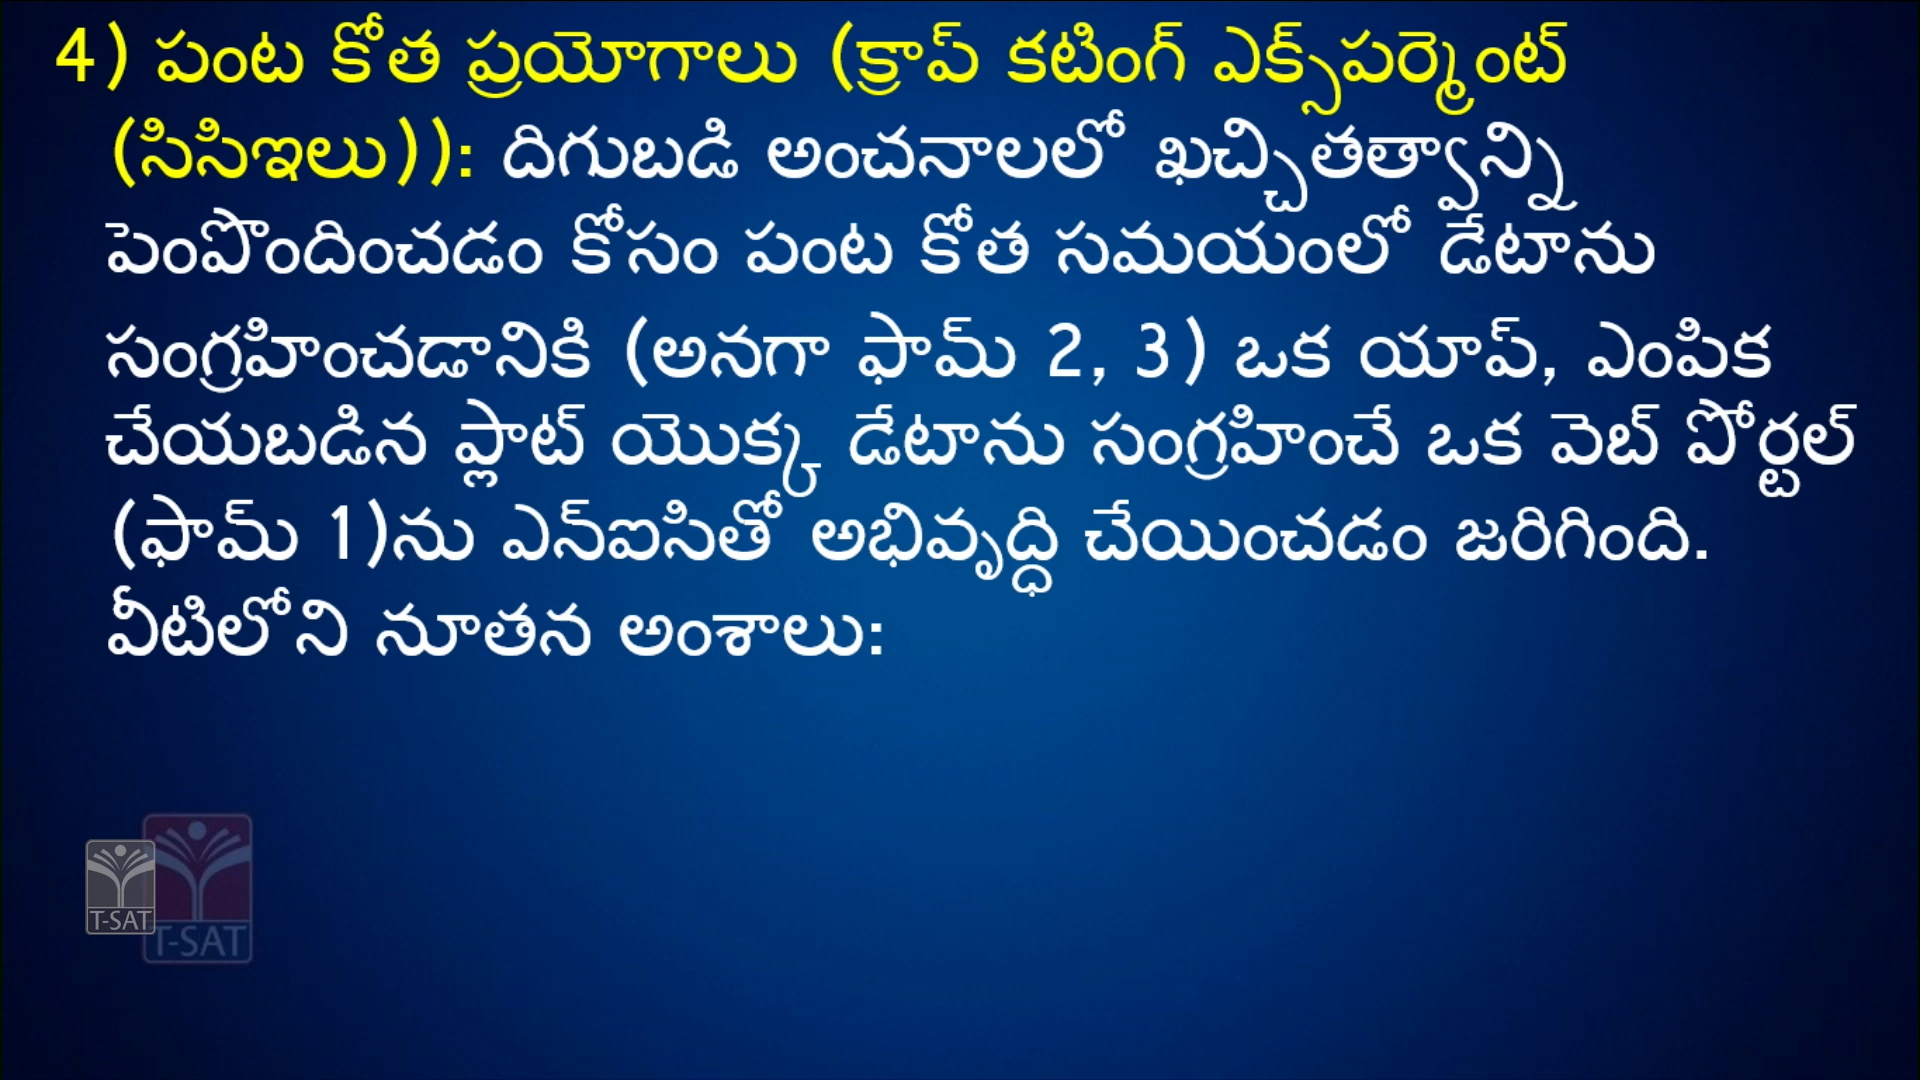 4) పంట కోత ప్రయోగాలు (క్రాప్ కటింగ్ ఎక్స్‌పర్మెంట్
(సిసిఇలు)): దిగుబడి అంచనాలలో ఖచ్చితత్వాన్ని
పెంపొందించడం కోసం పంట కోత సమయంలో డేటాను
సంగ్రహించడానికి (అనగా ఫామ్ 2, 3) ఒక యాప్, ఎంపిక
చేయబడిన ప్లాట్ యొక్క డేటాను సంగ్రహించే ఒక వెబ్ పోర్టల్
(ఫామ్ 1)ను ఎన్ఐసితో అభివృద్ధి చేయించడం జరిగింది.
వీటిలోని నూతన అంశాలు:
T-SAT
T-SAT